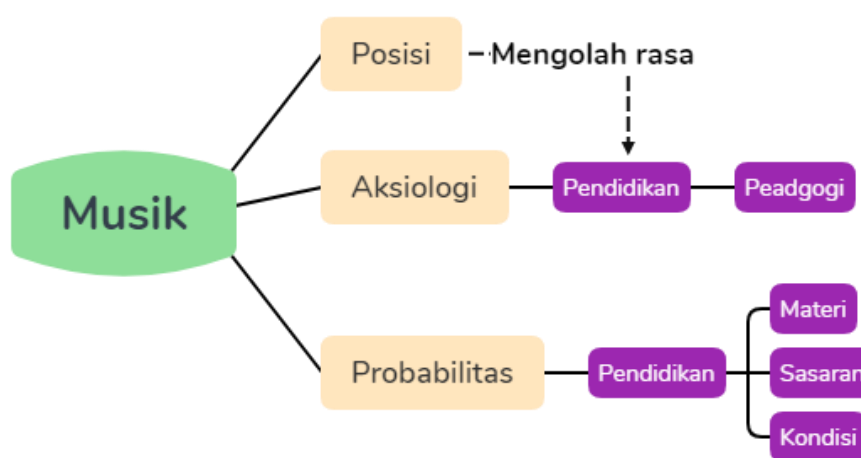 Musik
Posisi
Mengolah rasa
Aksiologi
Pendidikan
Peadgogi
Probabilitas
Pendidikan
Materi
Sasaran
Kondisi